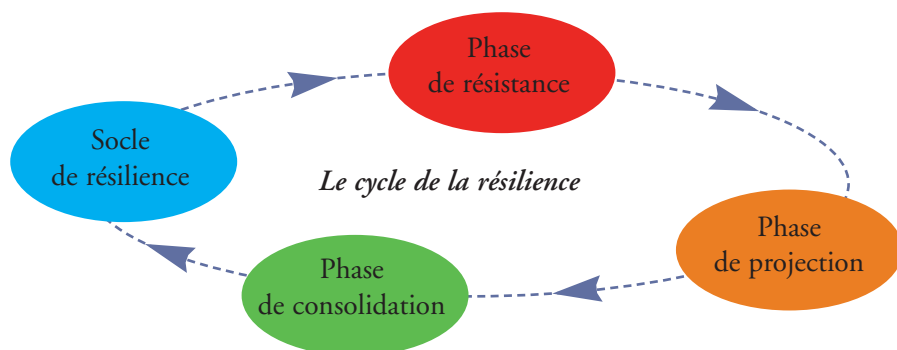 Phase
de résistance
Socle
de résilience
Le cycle de la résilience
Phase
de projection
Phase
de consolidation